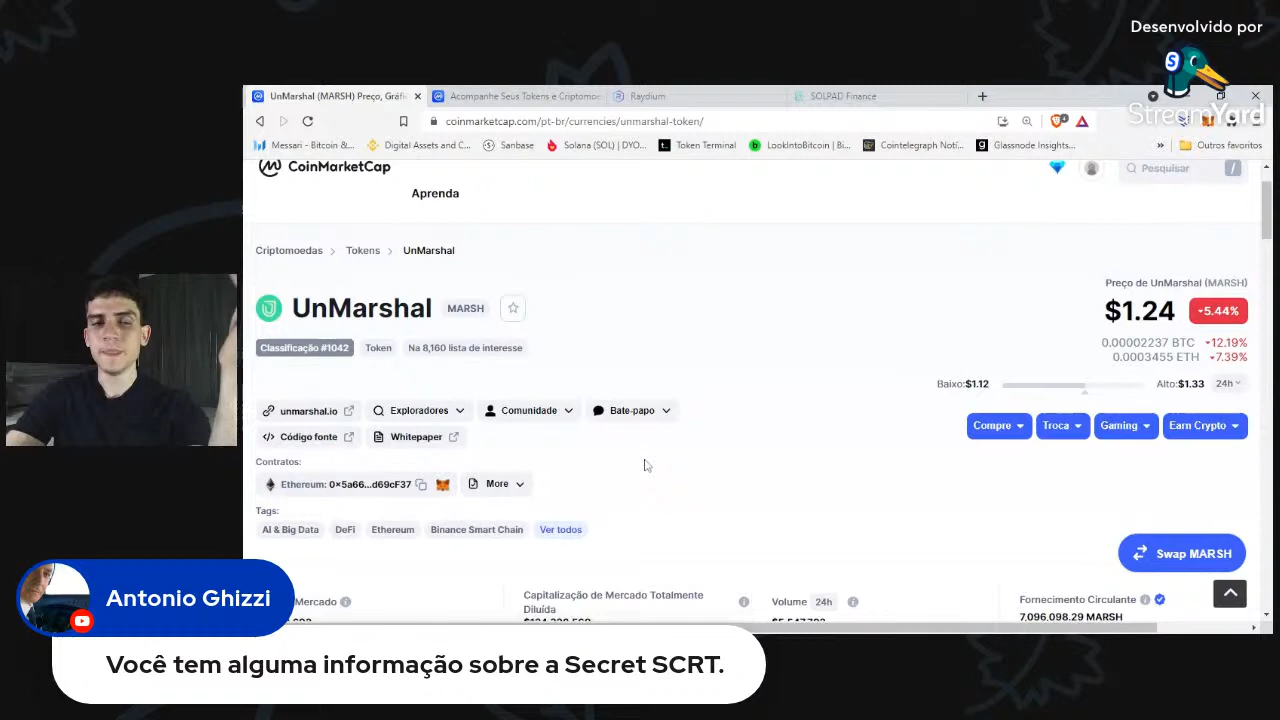 Desenvolvido por
StreamYard
UnMarshal (MARSH) Preço, Gráfi
Acompanhe Seus Tokens e Criptomoe
Raydium
SOLPAD Finance
coinmarketcap.com/pt-br/currencies/unmarshal-token/
Messari - Bitcoin &...
Digital Assets and C...
Sanbase
Solana (SOL) | DYO...
Token Terminal
LookIntoBitcoin | Bi...
Cointelegraph Notí...
Glassnode Insights...
»
Outros favoritos
CoinMarketCap
Pesquisar
/
Aprenda
Criptomoedas > Tokens > UnMarshal
UnMarshal MARSH
Classificação #1042 Token Na 8,160 lista de interesse
Preço de UnMarshal (MARSH)
$1.24 5.44%
0.00002237 BTC 12.19%
0.0003455 ETH 7.39%
Baixo:$1.12 Alto:$1.33 24h
unmarshal.io Exploradores Comunidade Bate-papo
Compre Troca Gaming Earn Crypto
Código fonte Whitepaper
Contratos:
Ethereum: 0x5a66...d69cF37 More
Tags:
AI & Big Data DeFi Ethereum Binance Smart Chain Ver todos
Swap MARSH
Mercado
Capitalização de Mercado Totalmente
Diluída
Volume 24h
Fornecimento Circulante
7,096,098.29 MARSH
Antonio Ghizzi
Você tem alguma informação sobre a Secret SCRT.